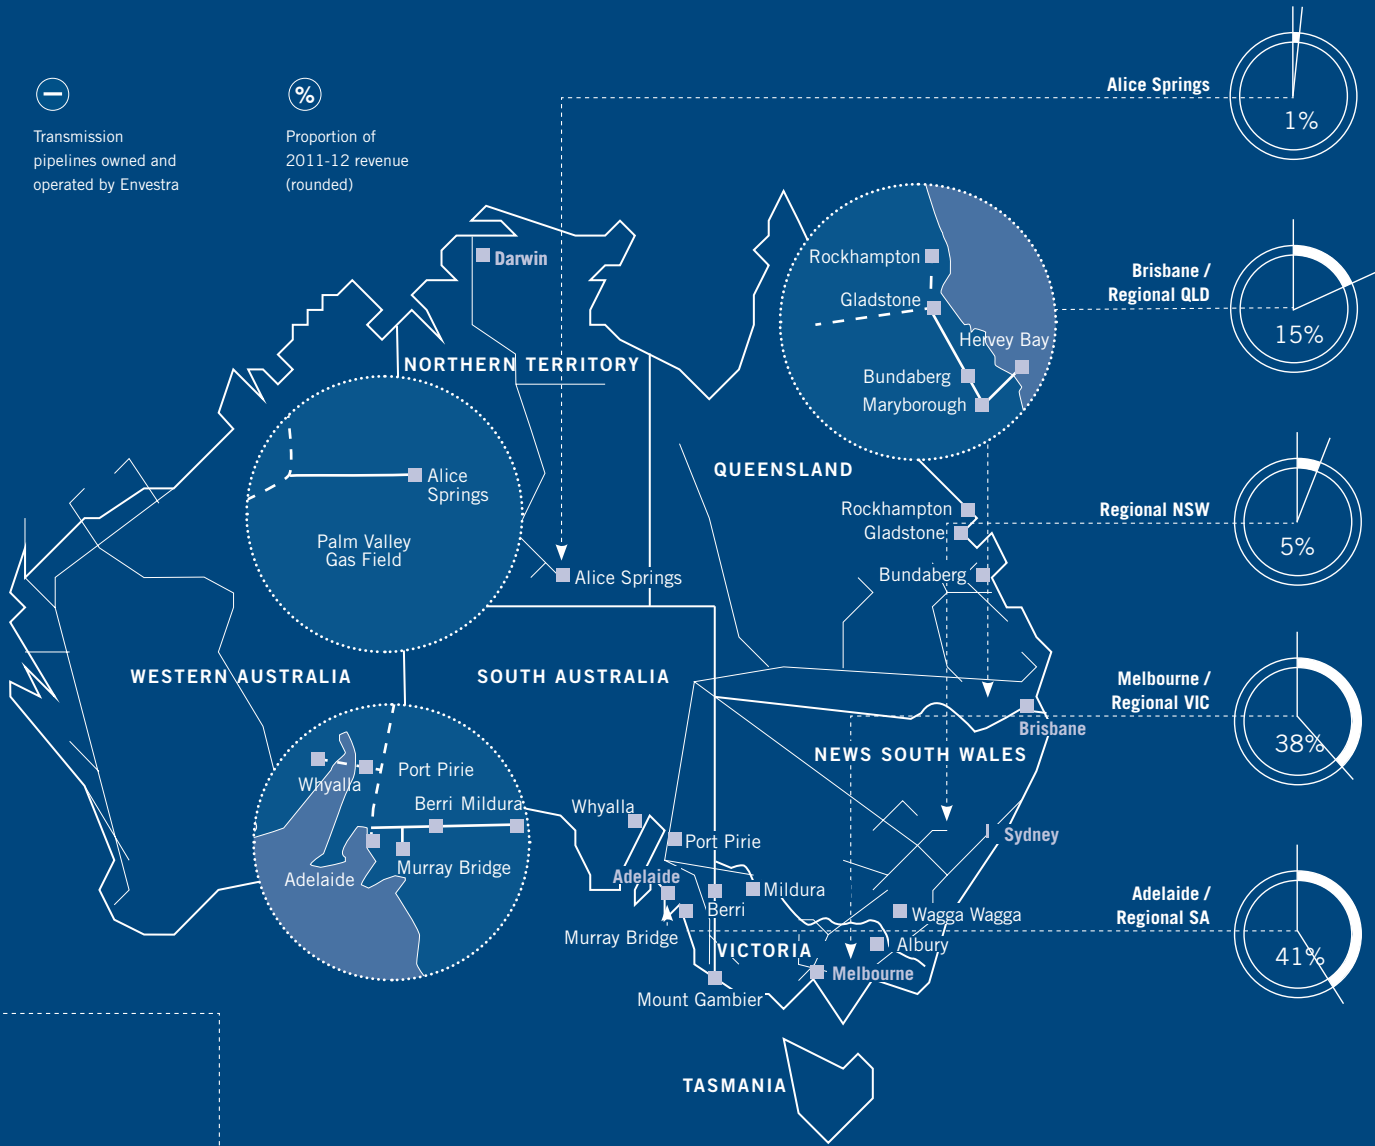 %
Transmission
pipelines owned and
operated by Envestra
Proportion of
2011-12 revenue
(rounded)
Alice Springs
1%
Brisbane /
Regional QLD
15%
Regional NSW
5%
Melbourne /
Regional VIC
38%
Adelaide /
Regional SA
41%
Darwin
NORTHERN TERRITORY
Rockhampton
Gladstone
Hervey Bay
Bundaberg
Maryborough
Alice
Springs
Palm Valley
Gas Field
QUEENSLAND
Rockhampton
Gladstone
Bundaberg
Alice Springs
WESTERN AUSTRALIA
SOUTH AUSTRALIA
Brisbane
NEWS SOUTH WALES
Whyalla
Port Pirie
Berri Mildura
Murray Bridge
Adelaide
Whyalla
Port Pirie
Adelaide
Mildura
Berri
Murray Bridge
Sydney
Wagga Wagga
Albury
VICTORIA
Melbourne
Mount Gambier
TASMANIA